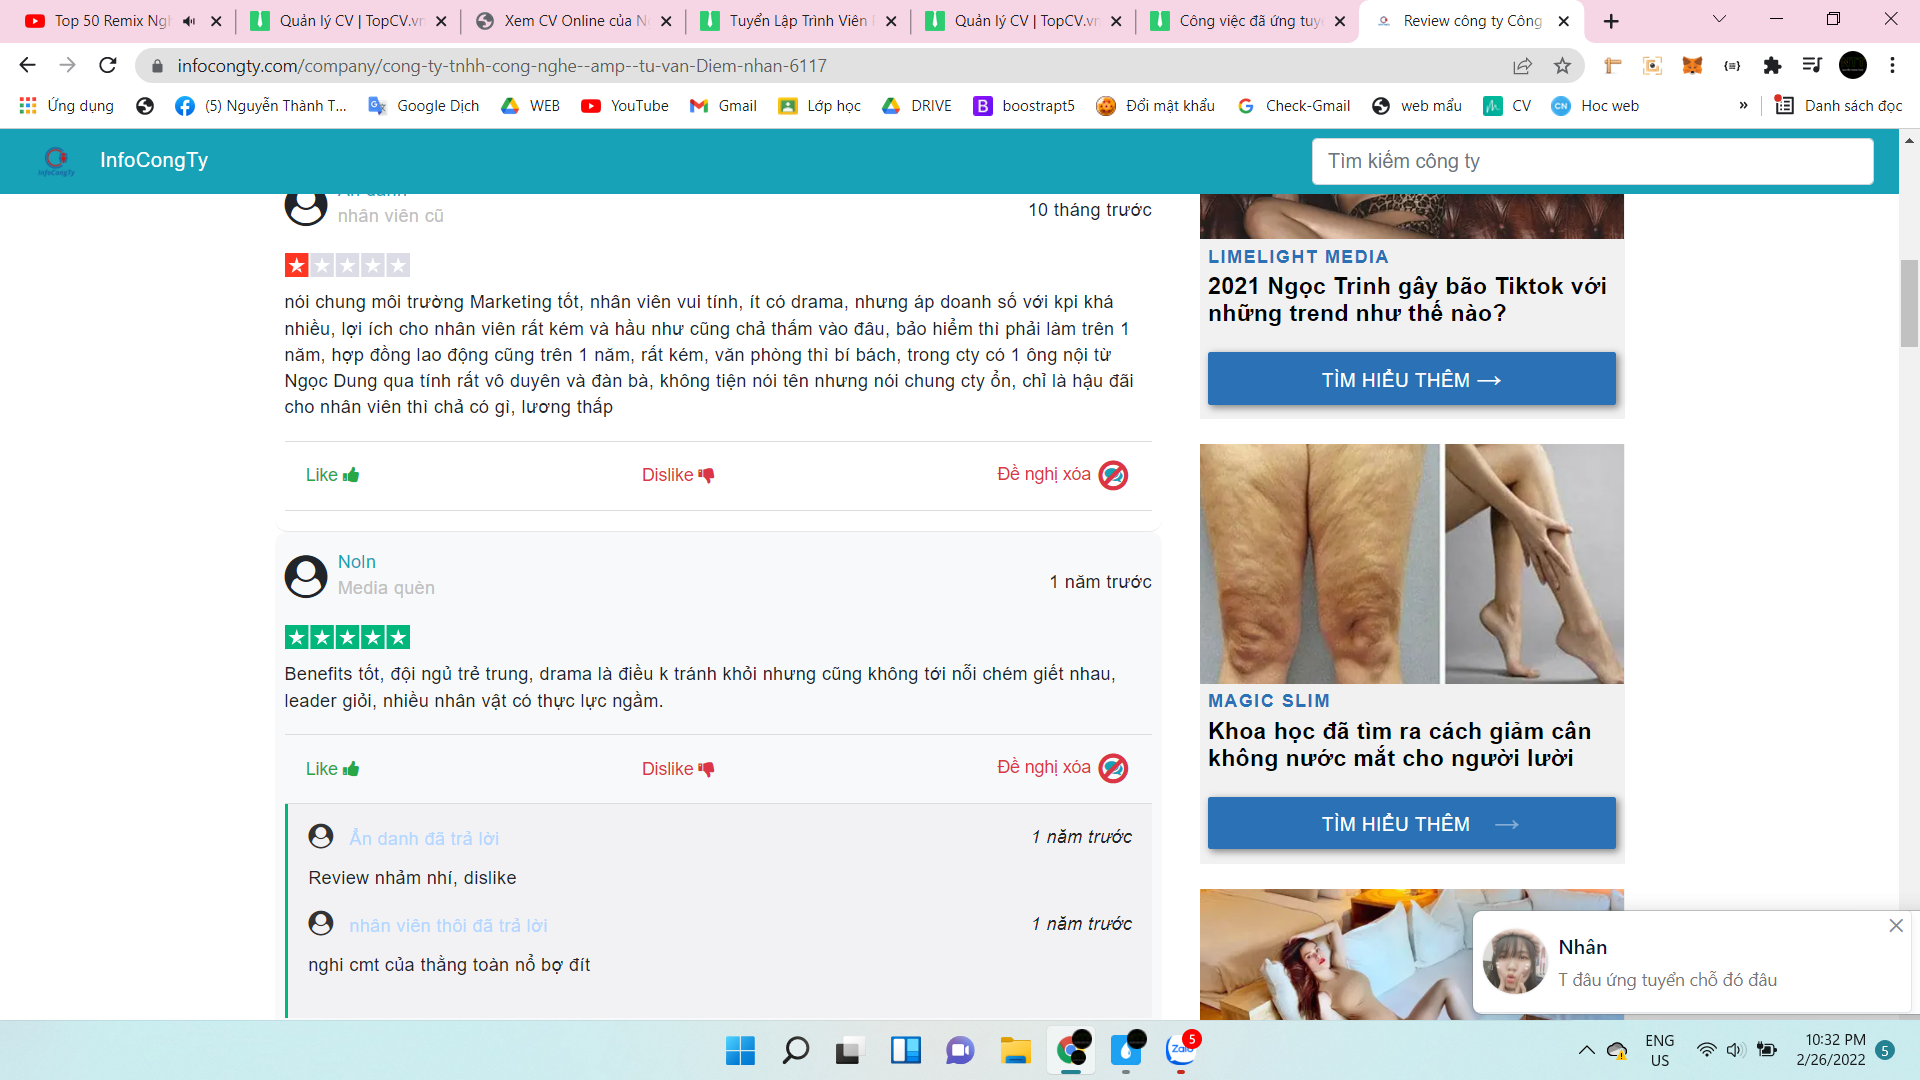 Top 50 Remix Ngh
Quản lý CV | TopCV.vn
Xem CV Online của N
Tuyển Lập Trình Viên
Quản lý CV | TopCV.vn
Công việc đã ứng tuy
Review công ty Công
infocongty.com/company/cong-ty-tnhh-cong-nghe--amp--tu-van-Diem-nhan-6117
Ứng dụng
(5) Nguyễn Thành T...
Google Dịch
WEB
YouTube
Gmail
Lớp học
DRIVE
boostrapt5
Đổi mật khẩu
Check-Gmail
web mẩu
CV
Hoc web
»
Danh sách đọc
InfoCongTy
Tìm kiếm công ty
nhân viên cũ
10 tháng trước
nói chung môi trường Marketing tốt, nhân viên vui tính, ít có drama, nhưng áp doanh số với kpi khá
nhiều, lợi ích cho nhân viên rất kém và hầu như cũng chả thấm vào đâu, bảo hiểm thì phải làm trên 1
năm, hợp đồng lao động cũng trên 1 năm, rất kém, văn phòng thì bí bách, trong cty có 1 ông nội từ
Ngọc Dung qua tính rất vô duyên và đàn bà, không tiện nói tên nhưng nói chung cty ổn, chỉ là hậu đãi
cho nhân viên thì chả có gì, lương thấp
Like
Dislike
Đề nghị xóa
Noln
Media quèn
1 năm trước
Benefits tốt, đội ngủ trẻ trung, drama là điều k tránh khỏi nhưng cũng không tới nỗi chém giết nhau,
leader giỏi, nhiều nhân vật có thực lực ngầm.
Like
Dislike
Đề nghị xóa
Ẩn danh đã trả lời
1 năm trước
Review nhảm nhí, dislike
nhân viên thôi đã trả lời
1 năm trước
nghi cmt của thằng toàn nổ bợ đít
LIMELIGHT MEDIA
2021 Ngọc Trinh gây bão Tiktok với
những trend như thế nào?
TÌM HIỂU THÊM →
MAGIC SLIM
Khoa học đã tìm ra cách giảm cân
không nước mắt cho người lười
TÌM HIỂU THÊM →
Nhân
T đâu ứng tuyển chỗ đó đâu
Zalo
5
ENG
US
10:32 PM
2/26/2022
5